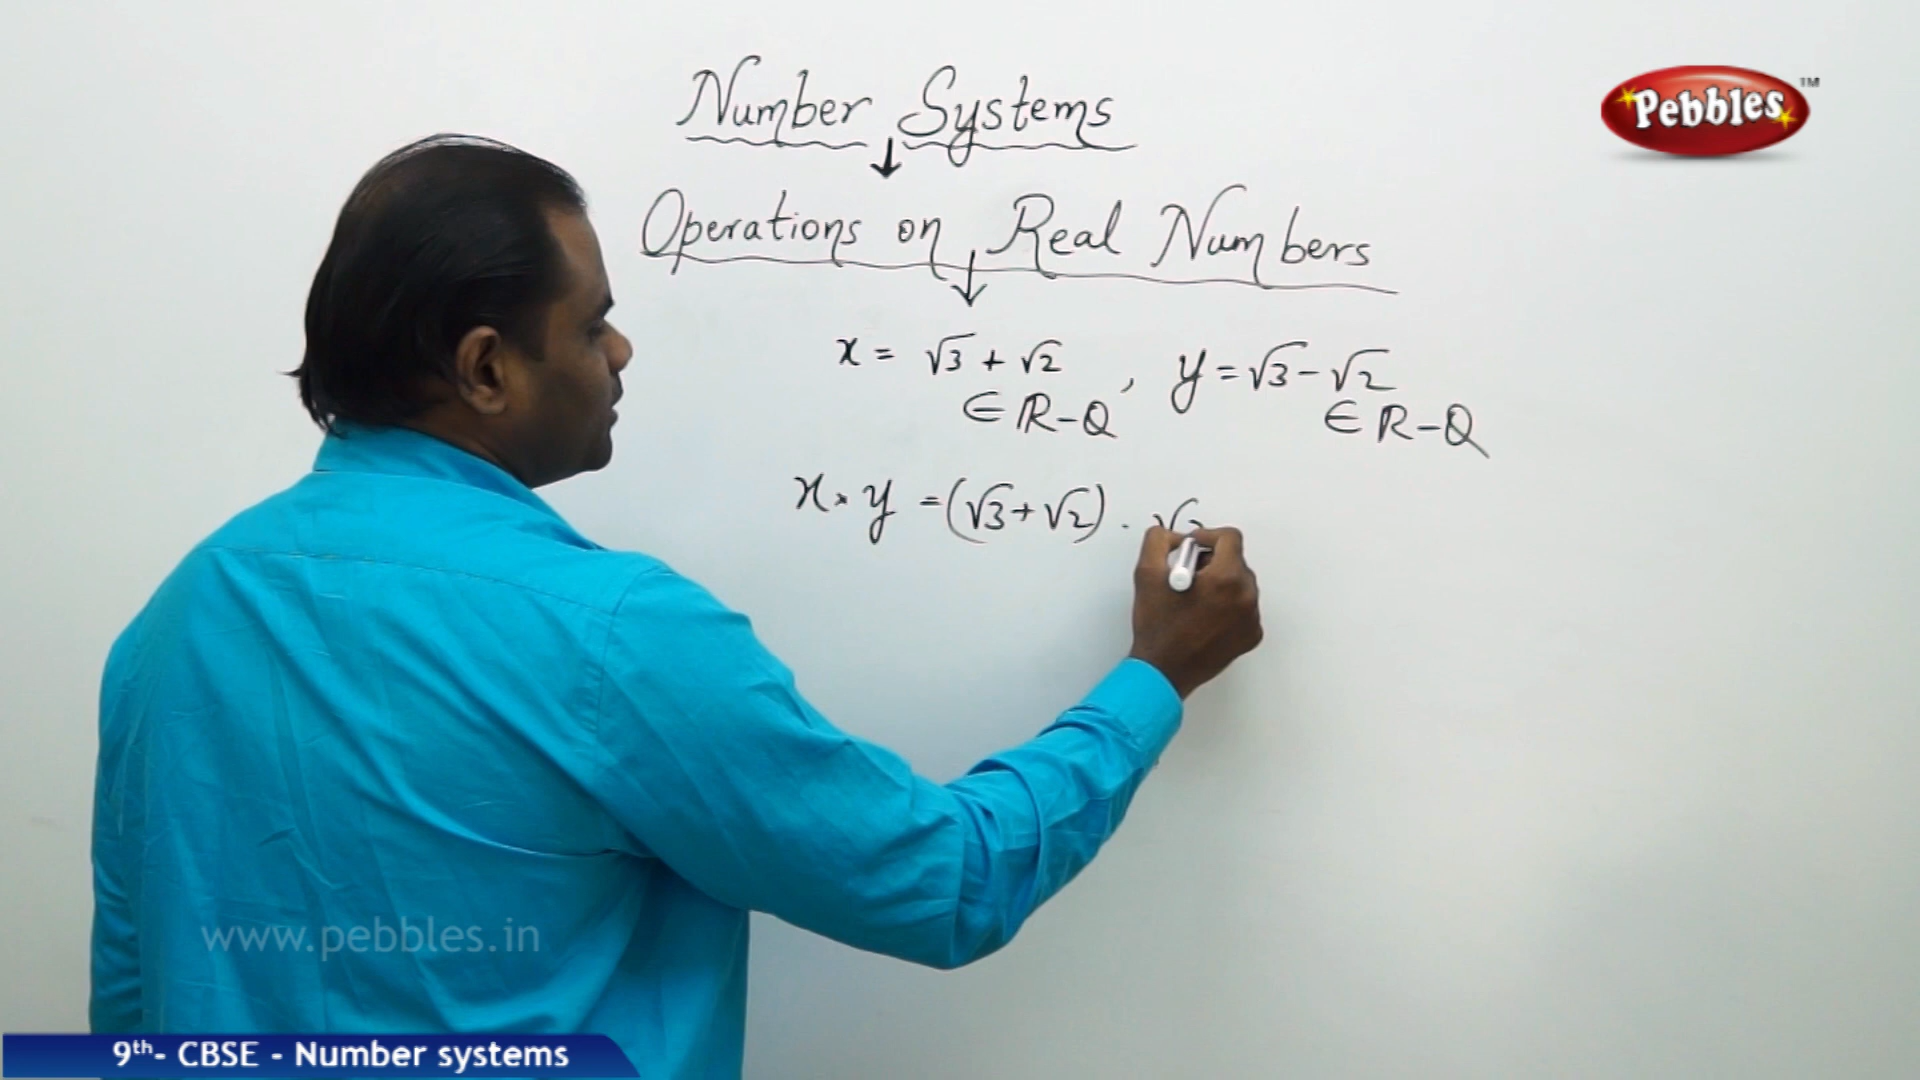 Number Systems
Pebbles™
Operations on Real Numbers
x = √3 + √2 , y = √3 - √2
∈ R - Q ∈ R - Q
x × y = (√3 + √2) ·
www.pebbles.in
9th- CBSE - Number systems